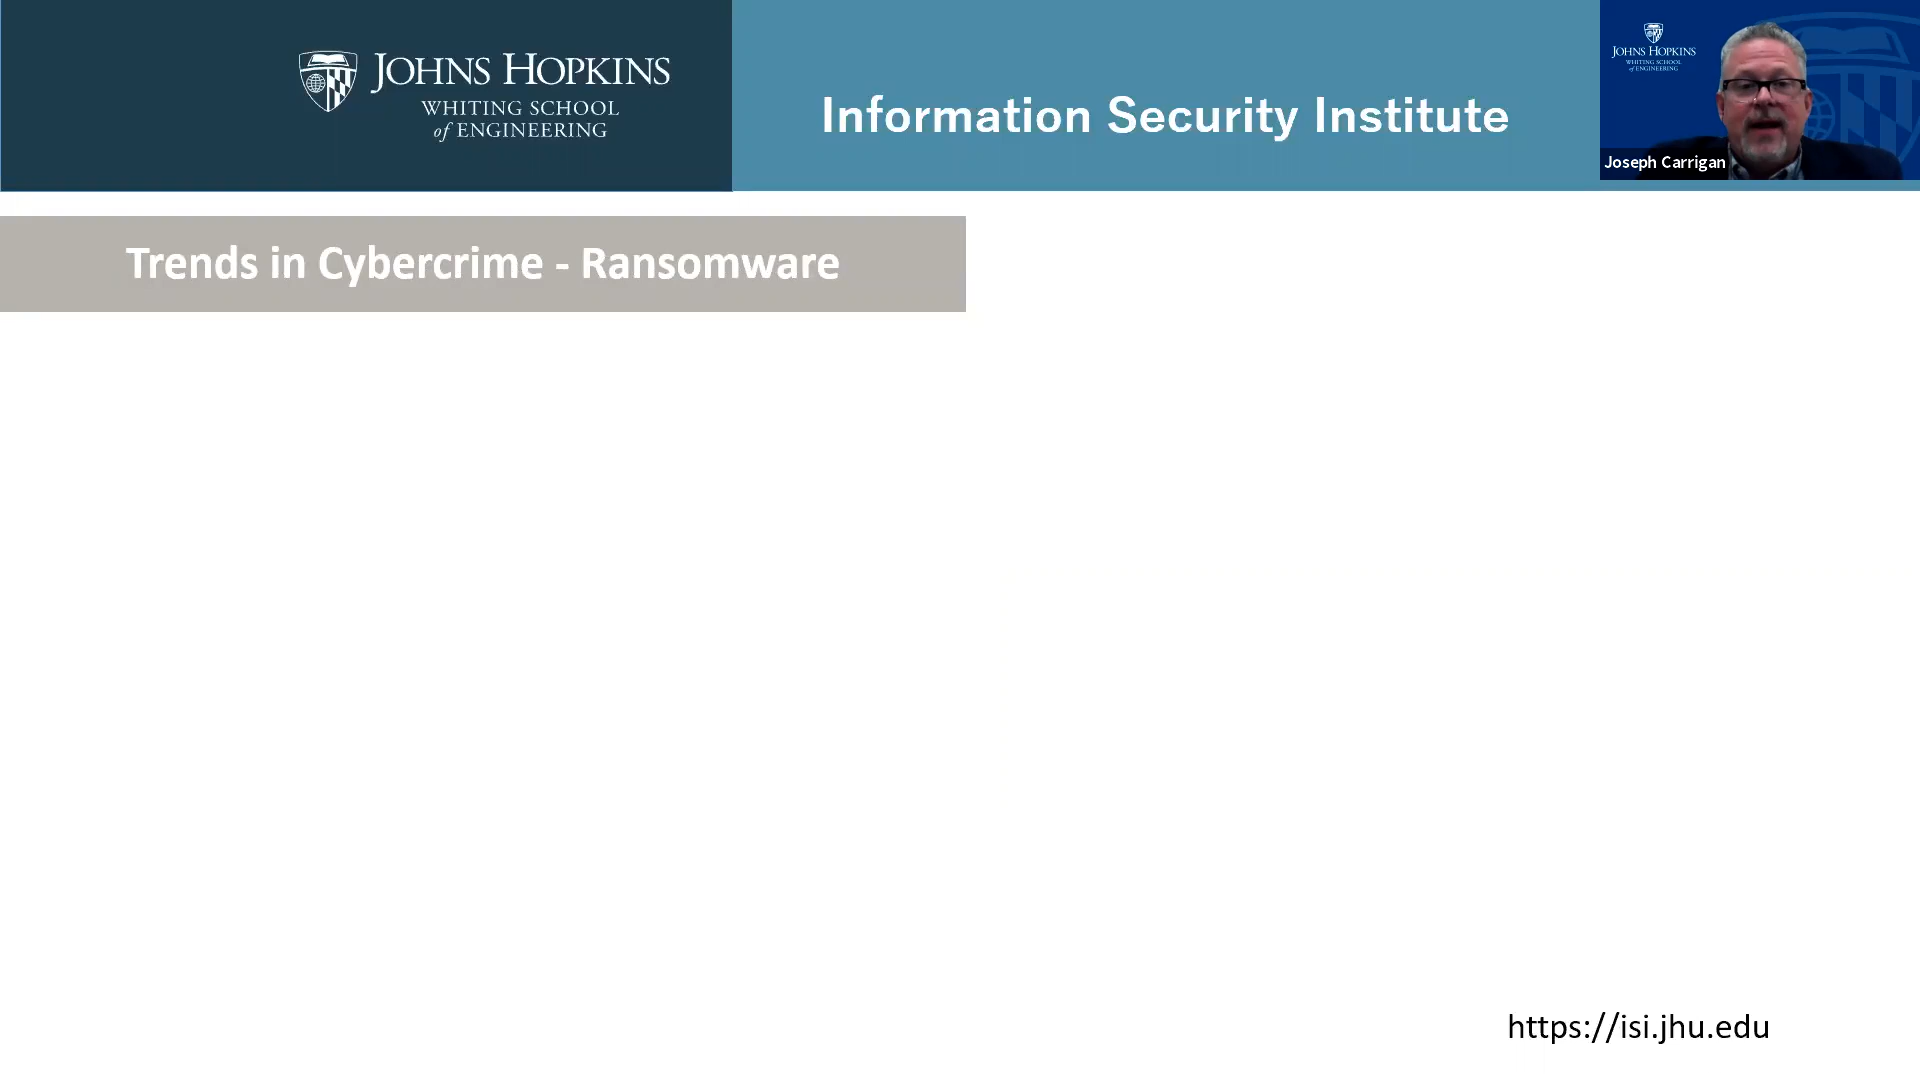 JOHNS HOPKINS
WHITING SCHOOL
of ENGINEERING
Information Security Institute
JOHNS HOPKINS
WHITING SCHOOL
of ENGINEERING
Joseph Carrigan
Trends in Cybercrime - Ransomware
https://isi.jhu.edu